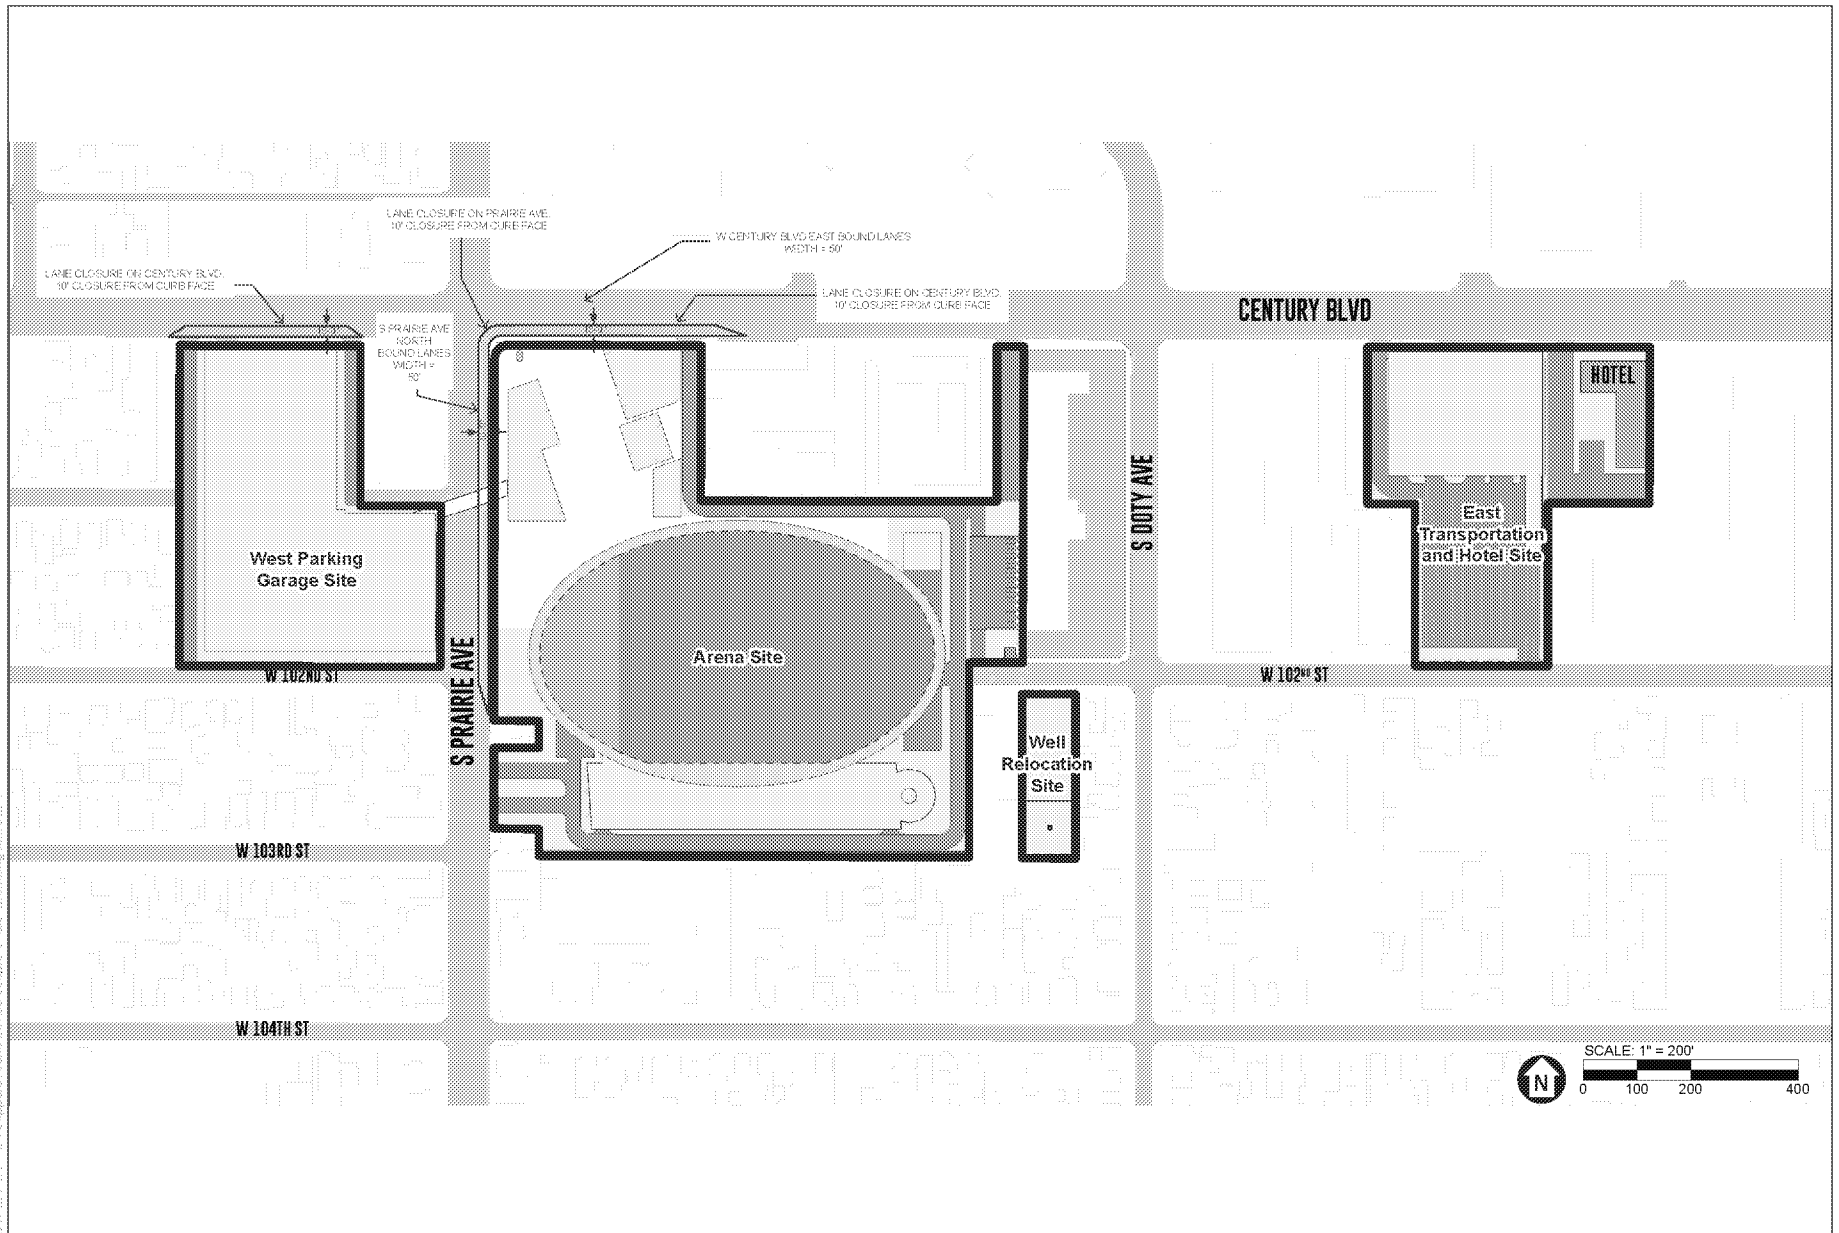 LANE CLOSURE ON PRAIRIE AVE.
10' CLOSURE FROM CURB FACE
W CENTURY BLVD EAST BOUND LANES
WIDTH = 50'
LANE CLOSURE ON CENTURY BLVD.
10' CLOSURE FROM CURB FACE
LANE CLOSURE ON CENTURY BLVD.
10' CLOSURE FROM CURB FACE
CENTURY BLVD
S PRAIRIE AVE
NORTH
BOUND LANES
WIDTH =
50'
HOTEL
S DOTY AVE
East
Transportation
and Hotel Site
West Parking
Garage Site
Arena Site
S PRAIRIE AVE
W 102ND ST
W 102ND ST
Well
Relocation
Site
W 103RD ST
W 104TH ST
N
SCALE: 1" = 200'
0 100 200 400